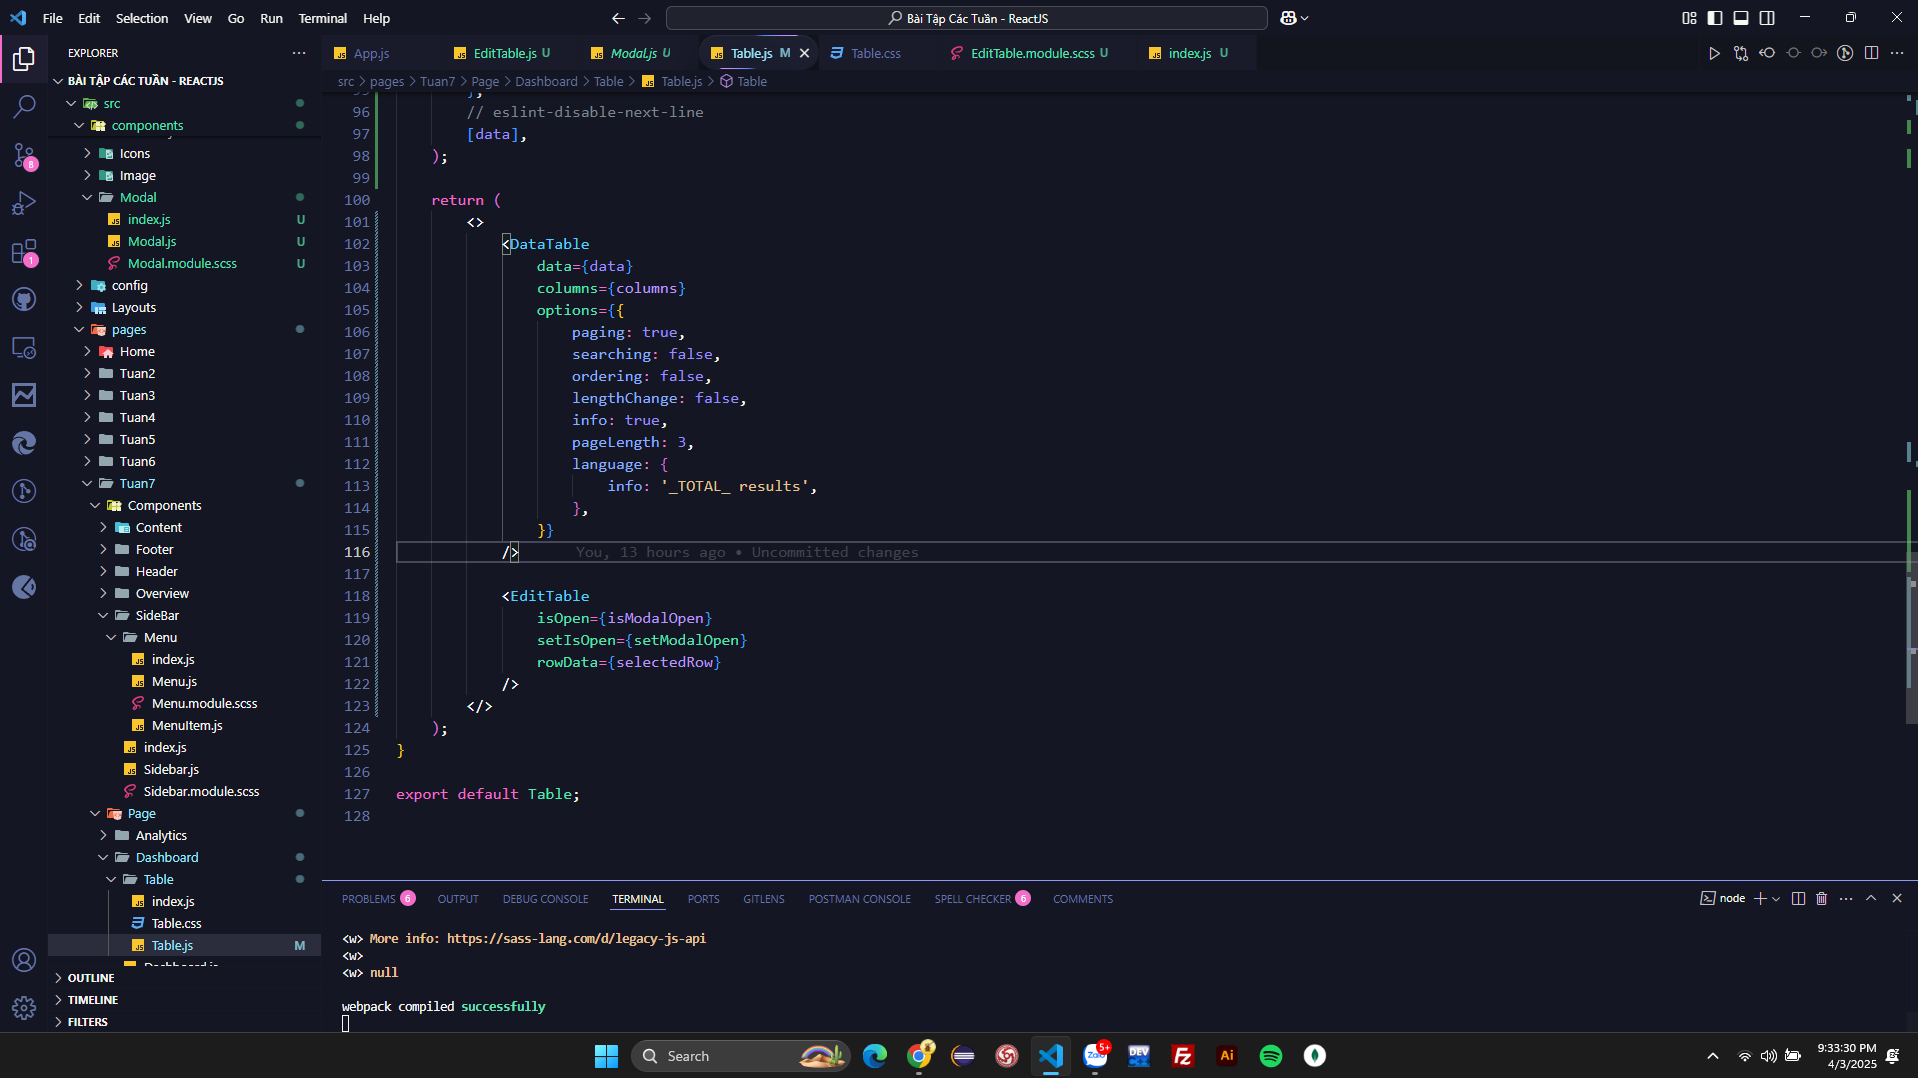 File Edit Selection View Go Run Terminal Help
Bài Tập Các Tuần - ReactJS
EXPLORER
BÀI TẬP CÁC TUẦN - REACTJS
src
components
Icons
Image
Modal
index.js U
Modal.js U
Modal.module.scss U
config
Layouts
pages
Home
Tuan2
Tuan3
Tuan4
Tuan5
Tuan6
Tuan7
Components
Content
Footer
Header
Overview
SideBar
Menu
index.js
Menu.js
Menu.module.scss
MenuItem.js
index.js
Sidebar.js
Sidebar.module.scss
Page
Analytics
Dashboard
Table
index.js
Table.css
Table.js M
OUTLINE
TIMELINE
FILTERS
8
1
App.js EditTable.js U Modal.js U Table.js M Table.css EditTable.module.scss U index.js U
src > pages > Tuan7 > Page > Dashboard > Table > Table.js > Table
95 },
96 // eslint-disable-next-line
97 [data],
98 );
99
100 return (
101 <>
102 <DataTable
103 data={data}
104 columns={columns}
105 options={{
106 paging: true,
107 searching: false,
108 ordering: false,
109 lengthChange: false,
110 info: true,
111 pageLength: 3,
112 language: {
113 info: '_TOTAL_ results',
114 },
115 }}
116 /> You, 13 hours ago • Uncommitted changes
117
118 <EditTable
119 isOpen={isModalOpen}
120 setIsOpen={setModalOpen}
121 rowData={selectedRow}
122 />
123 </>
124 );
125 }
126
127 export default Table;
128
PROBLEMS 6 OUTPUT DEBUG CONSOLE TERMINAL PORTS GITLENS POSTMAN CONSOLE SPELL CHECKER 6 COMMENTS
node
<w> More info: https://sass-lang.com/d/legacy-js-api
<w>
<w> null
webpack compiled successfully
Search
Zalo
5+
DEV
Fz
Ai
9:33:30 PM
4/3/2025